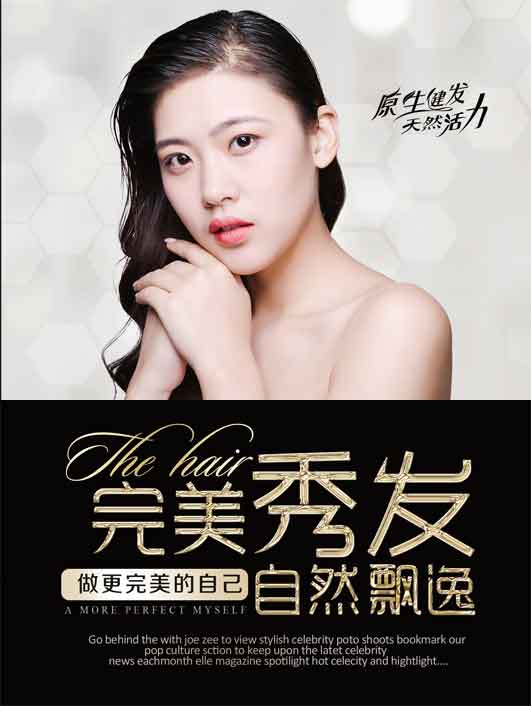 原生健发
天然活力
The hair
完美秀发
做更完美的自己
A MORE PERFECT MYSELF
自然飘逸
Go behind the with joe zee to view stylish celebrity poto shoots bookmark our
pop culture sction to keep upon the latet celebrity
news eachmonth elle magazine spotilight hot celecity and hightlight....